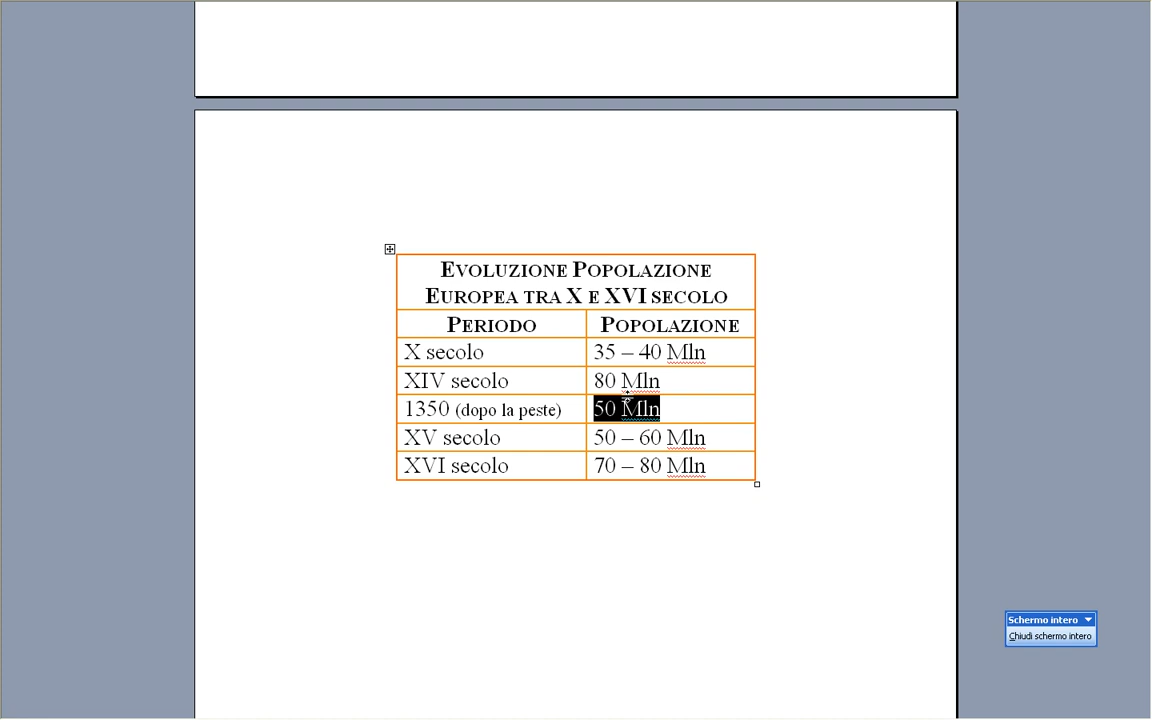 Evoluzione Popolazione
Europea tra X e XVI secolo
Periodo Popolazione
X secolo 35 – 40 Mln
XIV secolo 80 Mln
1350 (dopo la peste) 50 Mln
XV secolo 50 – 60 Mln
XVI secolo 70 – 80 Mln
Schermo intero
Chiudi schermo intero